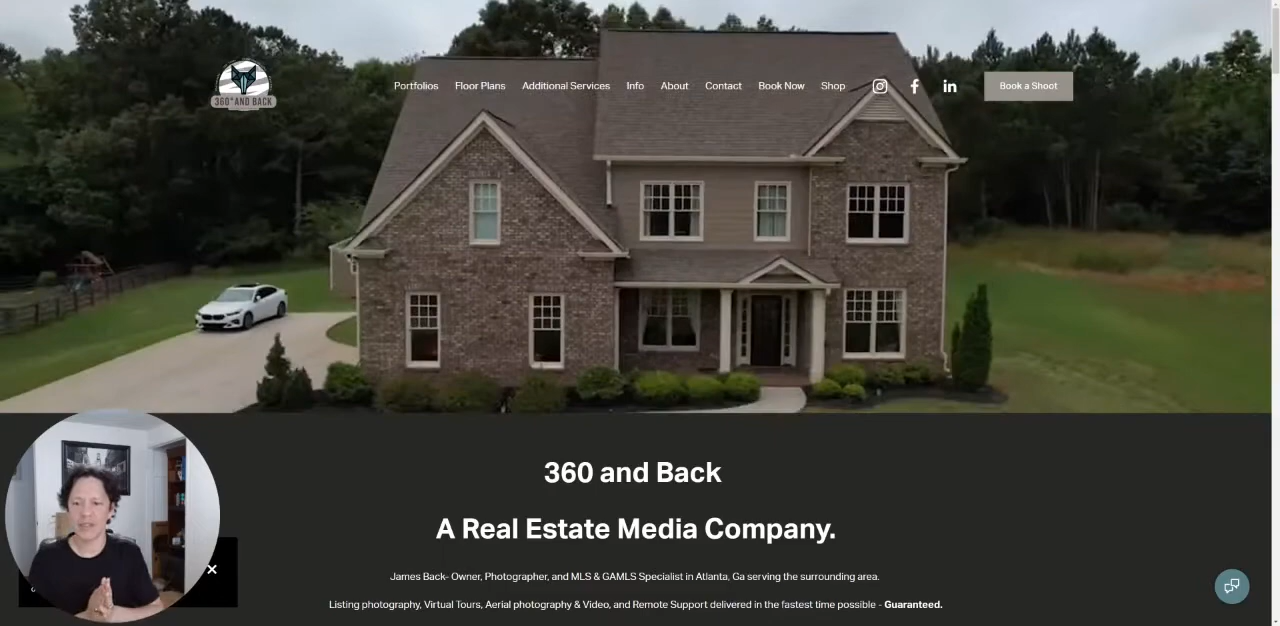 360° AND BACK
Portfolios Floor Plans Additional Services Info About Contact Book Now Shop Book a Shoot
360 and Back
A Real Estate Media Company.
James Back- Owner, Photographer, and MLS & GAMLS Specialist in Atlanta, Ga serving the surrounding area.
Listing photography, Virtual Tours, Aerial photography & Video, and Remote Support delivered in the fastest time possible - Guaranteed.